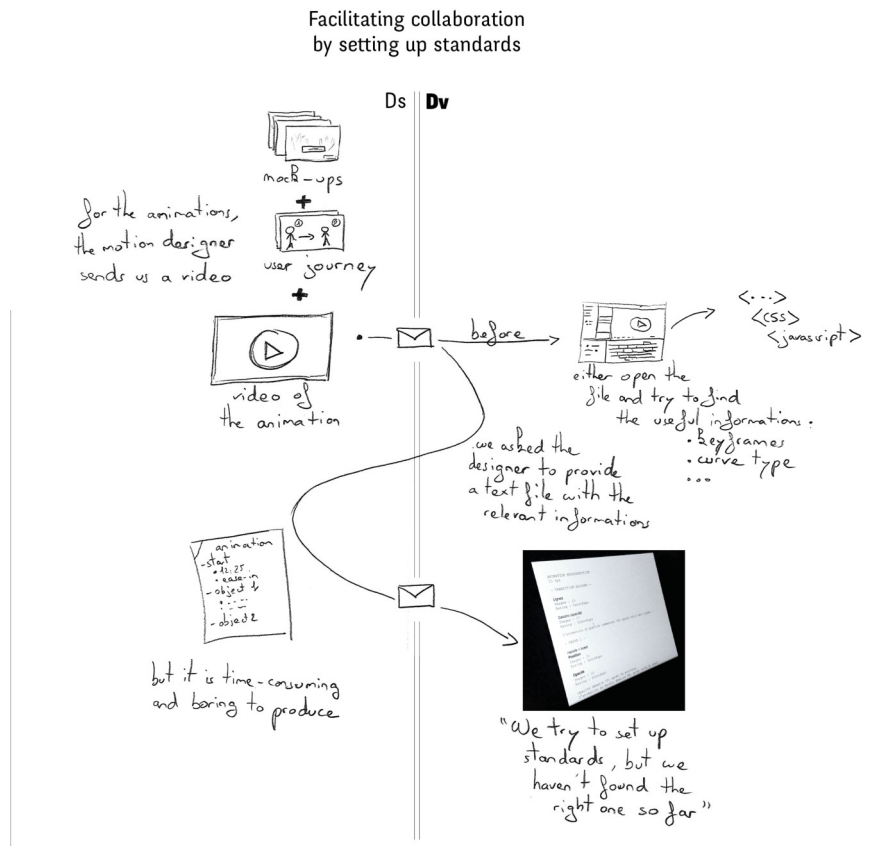 Facilitating collaboration
by setting up standards
Ds
Dv
mock-ups
+
for the animations,
the motion designer
sends us a video
1
2
user journey
+
video of
the animation
before
<...>
<css>
<javascript>
either open the
file and try to find
the useful informations :
• keyframes
• curve type
...
we asked the
designer to provide
a text file with the
relevant informations
animation
- start
• 12:25
• ease-in
- object 1
- object 2
but it is time-consuming
and boring to produce
"We try to set up
standards, but we
haven't found the
right one so far"